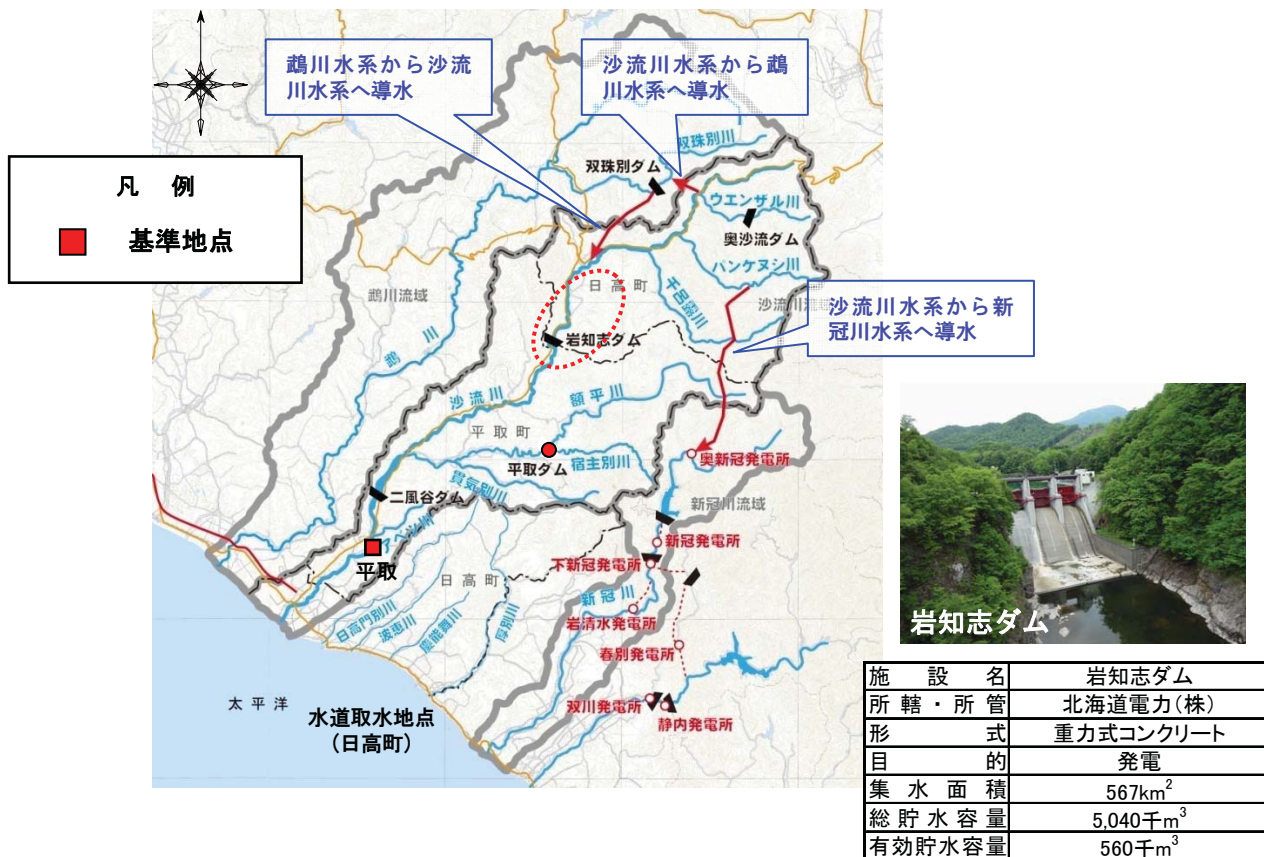 鵡川水系から沙流
川水系へ導水
沙流川水系から鵡
川水系へ導水
凡 例
基準地点
双珠別川
双珠別ダム
ウエンザル川
奥沙流ダム
パンケヌシ川
日高町
千呂露川
沙流川流域
鵡川流域
鵡川
岩知志ダム
沙流川水系から新
冠川水系へ導水
沙流川
額平川
平取町
平取ダム
宿主別川
貫気別川
二風谷ダム
奥新冠発電所
新冠川流域
平取
新冠発電所
下新冠発電所
日高町
新冠川
岩清水発電所
日高門別川
波恵川
慶能舞川
春別発電所
双川発電所
静内発電所
太平洋
水道取水地点
(日高町)
岩知志ダム
施設名 岩知志ダム
所轄・所管 北海道電力(株)
形式 重力式コンクリート
目的 発電
集水面積 567km²
総貯水容量 5,040千m³
有効貯水容量 560千m³